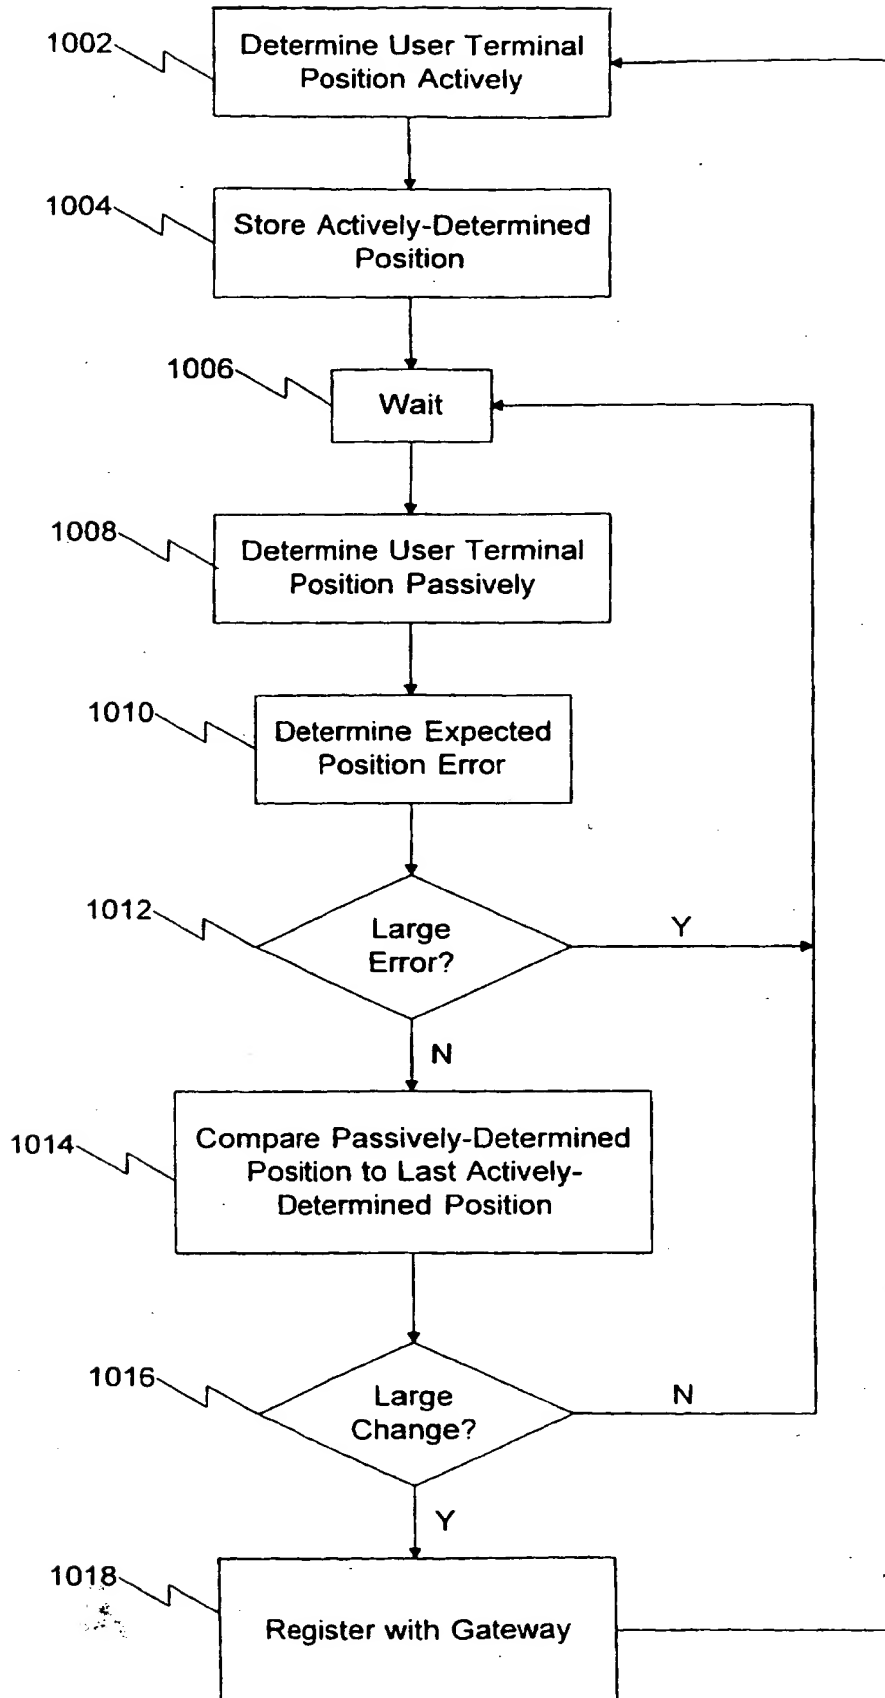 1002
Determine User Terminal
Position Actively
1004
Store Actively-Determined
Position
1006
Wait
1008
Determine User Terminal
Position Passively
1010
Determine Expected
Position Error
1012
Large
Error?
Y
N
1014
Compare Passively-Determined
Position to Last Actively-
Determined Position
1016
Large
Change?
N
Y
1018
Register with Gateway